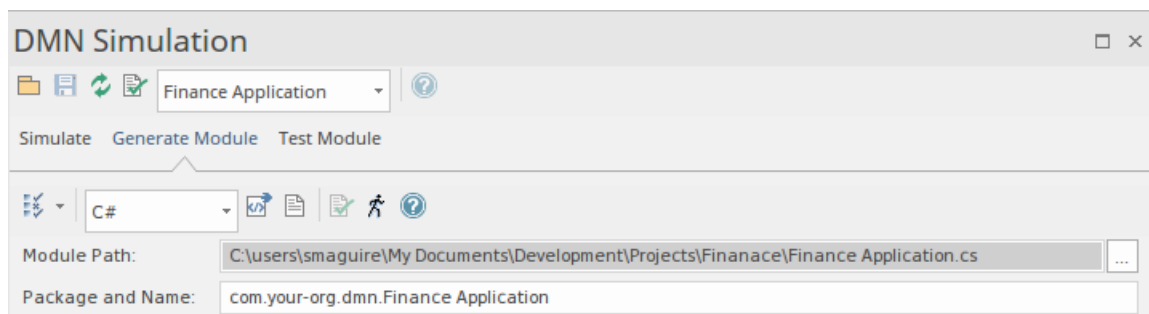 DMN Simulation
Finance Application
Simulate Generate Module Test Module
C#
Module Path: C:\users\smaguire\My Documents\Development\Projects\Finanace\Finance Application.cs ...
Package and Name: com.your-org.dmn.Finance Application